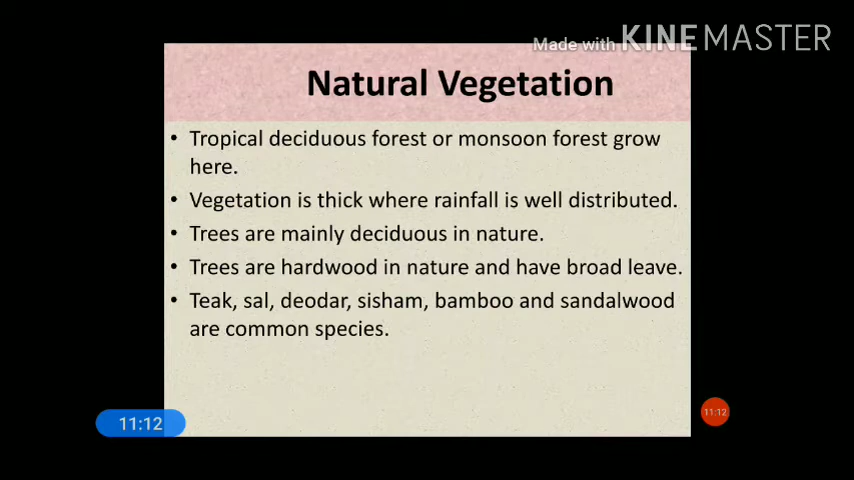 Made with KINEMASTER
Natural Vegetation
• Tropical deciduous forest or monsoon forest grow
here.
• Vegetation is thick where rainfall is well distributed.
• Trees are mainly deciduous in nature.
• Trees are hardwood in nature and have broad leave.
• Teak, sal, deodar, sisham, bamboo and sandalwood
are common species.
11:12
11:12